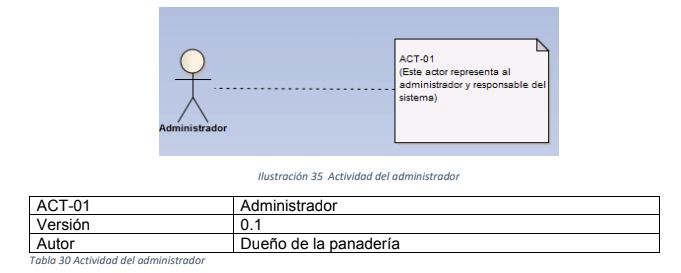 ACT-01
(Este actor representa al
administrador y responsable del
sistema)
Administrador
Ilustración 35 Actividad del administrador
ACT-01 Administrador
Versión 0.1
Autor Dueño de la panadería
Tabla 30 Actividad del administrador